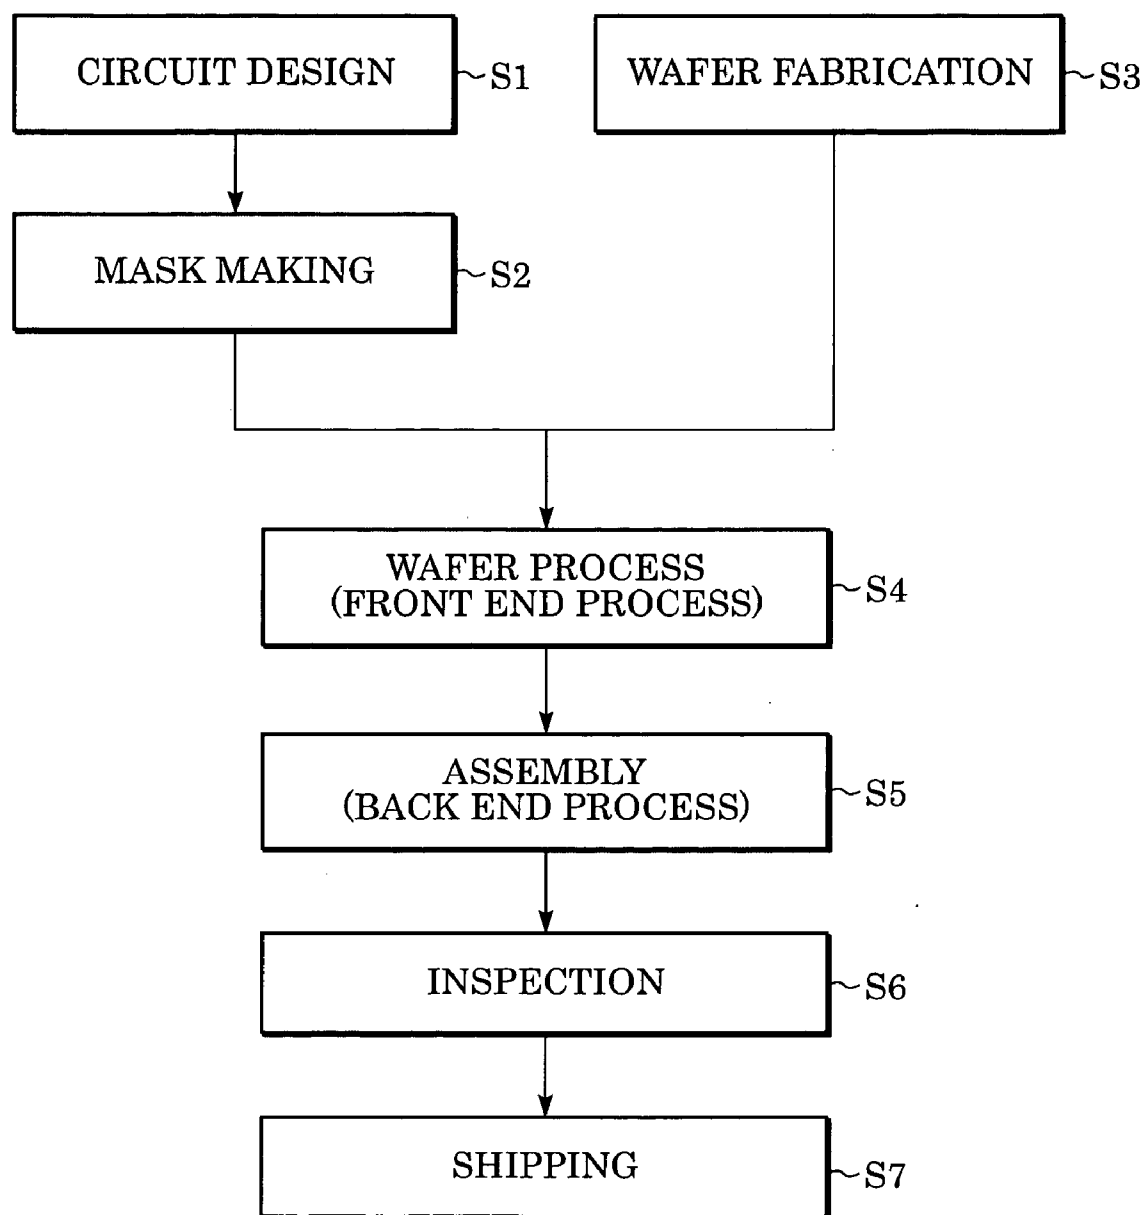 CIRCUIT DESIGN S1
WAFER FABRICATION S3
MASK MAKING S2
WAFER PROCESS
(FRONT END PROCESS) S4
ASSEMBLY
(BACK END PROCESS) S5
INSPECTION S6
SHIPPING S7